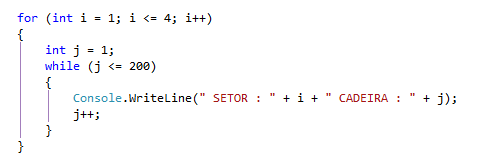 for (int i = 1; i <= 4; i++)
{
int j = 1;
while (j <= 200)
{
Console.WriteLine(" SETOR : " + i + " CADEIRA : " + j);
j++;
}
}